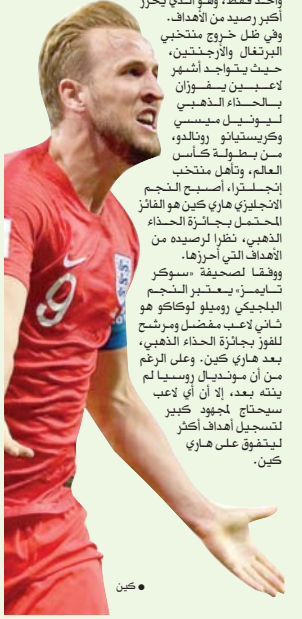 واحد فقط، وهو الذي يحرز
أكبر رصيد من الأهداف.
وفي ظل خروج منتخبي
البرتغال والأرجنتين،
حيث يتواجد أشهر
لاعبين يفوزان
بالحذاء الذهبي
ليونيل ميسي
وكريستيانو رونالدو،
من بطولة كأس
العالم، وتأهل منتخب
إنجلترا، أصبح النجم
الانجليزي هاري كين هو الفائز
المحتمل بجائزة الحذاء
الذهبي، نظرا لرصيده من
الأهداف التي أحرزها.
ووفقا لصحيفة «سوكر
تايمز» يعتبر النجم
البلجيكي روميلو لوكاكو هو
ثاني لاعب مفضل ومرشح
للفوز بجائزة الحذاء الذهبي،
بعد هاري كين. وعلى الرغم
من أن مونديال روسيا لم
ينته بعد، إلا أن أي لاعب
سيحتاج لمجهود كبير
لتسجيل أهداف أكثر
ليتفوق على هاري
كين.
9
● كين